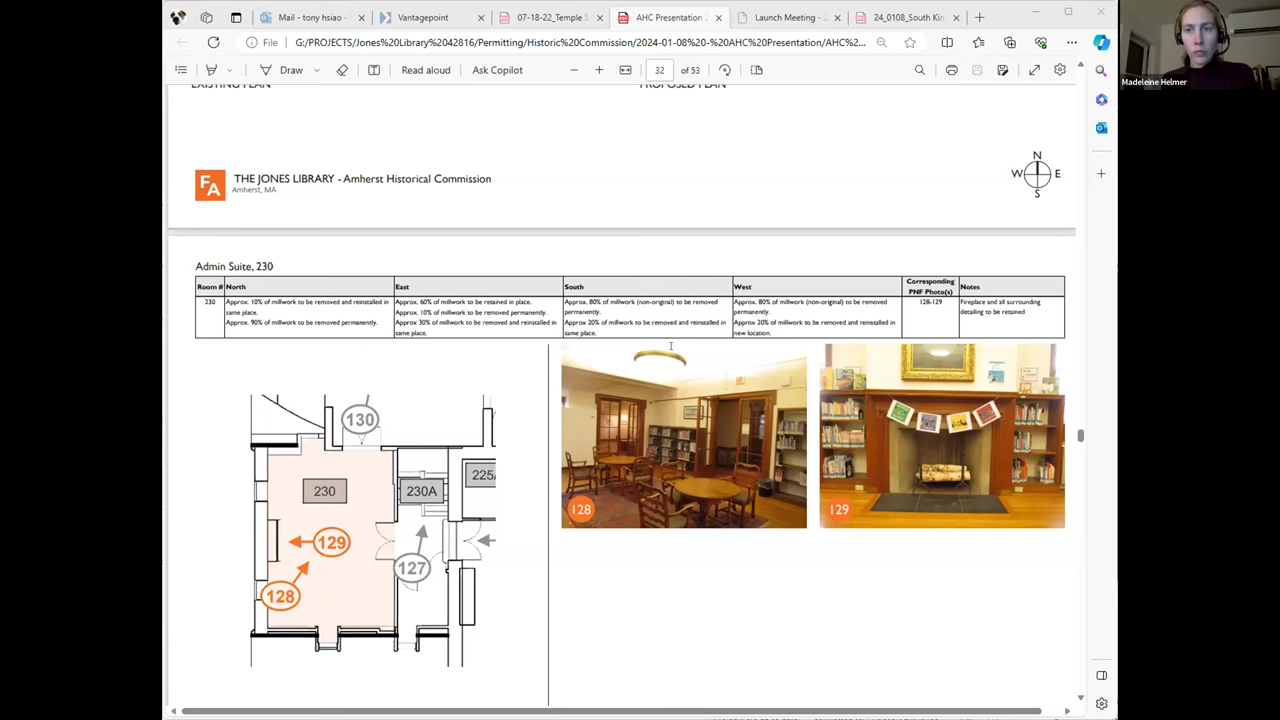 Mail - tony hsiao -
Vantagepoint
07-18-22_Temple S
AHC Presentation 2
Launch Meeting - 2
24_0108_South Kin
File
G:/PROJECTS/Jones%20Library%2042816/Permitting/Historic%20Commission/2024-01-08%20-%20AHC%20Presentation/AHC%...
Draw
Read aloud
Ask Copilot
32
of 53
Madeleine Helmer
EXISTING PLAN
PROPOSED PLAN
FA
THE JONES LIBRARY - Amherst Historical Commission
Amherst, MA
N
W
E
S
Admin Suite, 230
Room #
North
East
South
West
Corresponding
PNF Photo(s)
Notes
230
Approx. 10% of millwork to be removed and reinstalled in
same place.
Approx. 90% of millwork to be removed permanently.
Approx. 60% of millwork to be retained in place.
Approx. 10% of millwork to be removed permanently.
Approx. 30% of millwork to be removed and reinstalled in
same place.
Approx. 80% of millwork (non-original) to be removed
permanently.
Approx 20% of millwork to be removed and reinstalled in
same place.
Approx. 80% of millwork (non-original) to be removed
permanently.
Approx 20% of millwork to be removed and reinstalled in
new location.
128-129
Fireplace and all surrounding
detailing to be retained
130
230
230A
225A
129
127
128
128
129